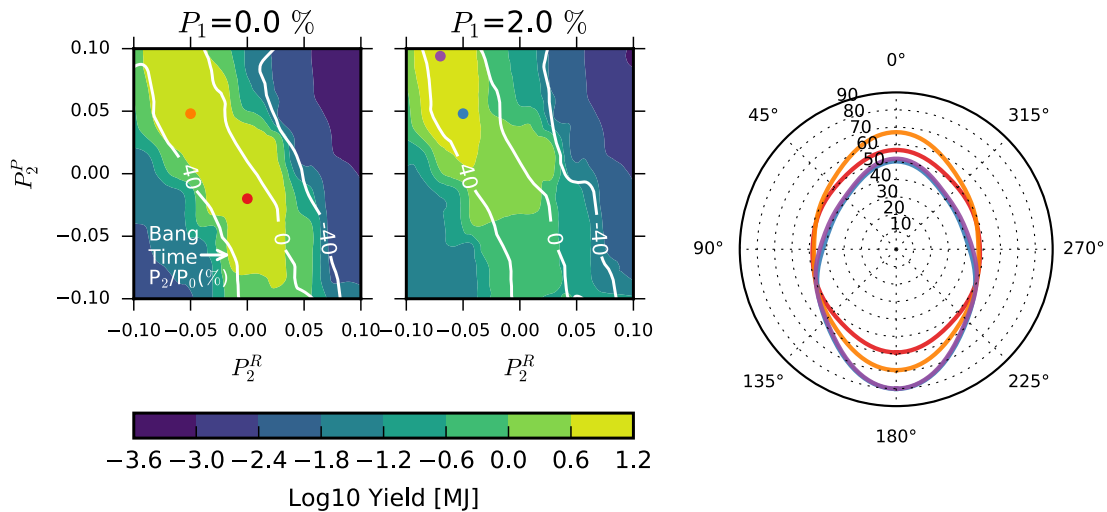 P₁=0.0 %
P₁=2.0 %
0.10
0.05
0.00
−0.05
−0.10
P₂ᴾ
40
0
-40
Bang
Time
P₂/P₀(%)
−0.10 −0.05 0.00 0.05 0.10
P₂ᴿ
40
0
-40
−0.10 −0.05 0.00 0.05 0.10
P₂ᴿ
−3.6 −3.0 −2.4 −1.8 −1.2 −0.6 0.0 0.6 1.2
Log10 Yield [MJ]
0°
45°
315°
90
80
70
60
50
40
30
20
10
90°
270°
135°
225°
180°